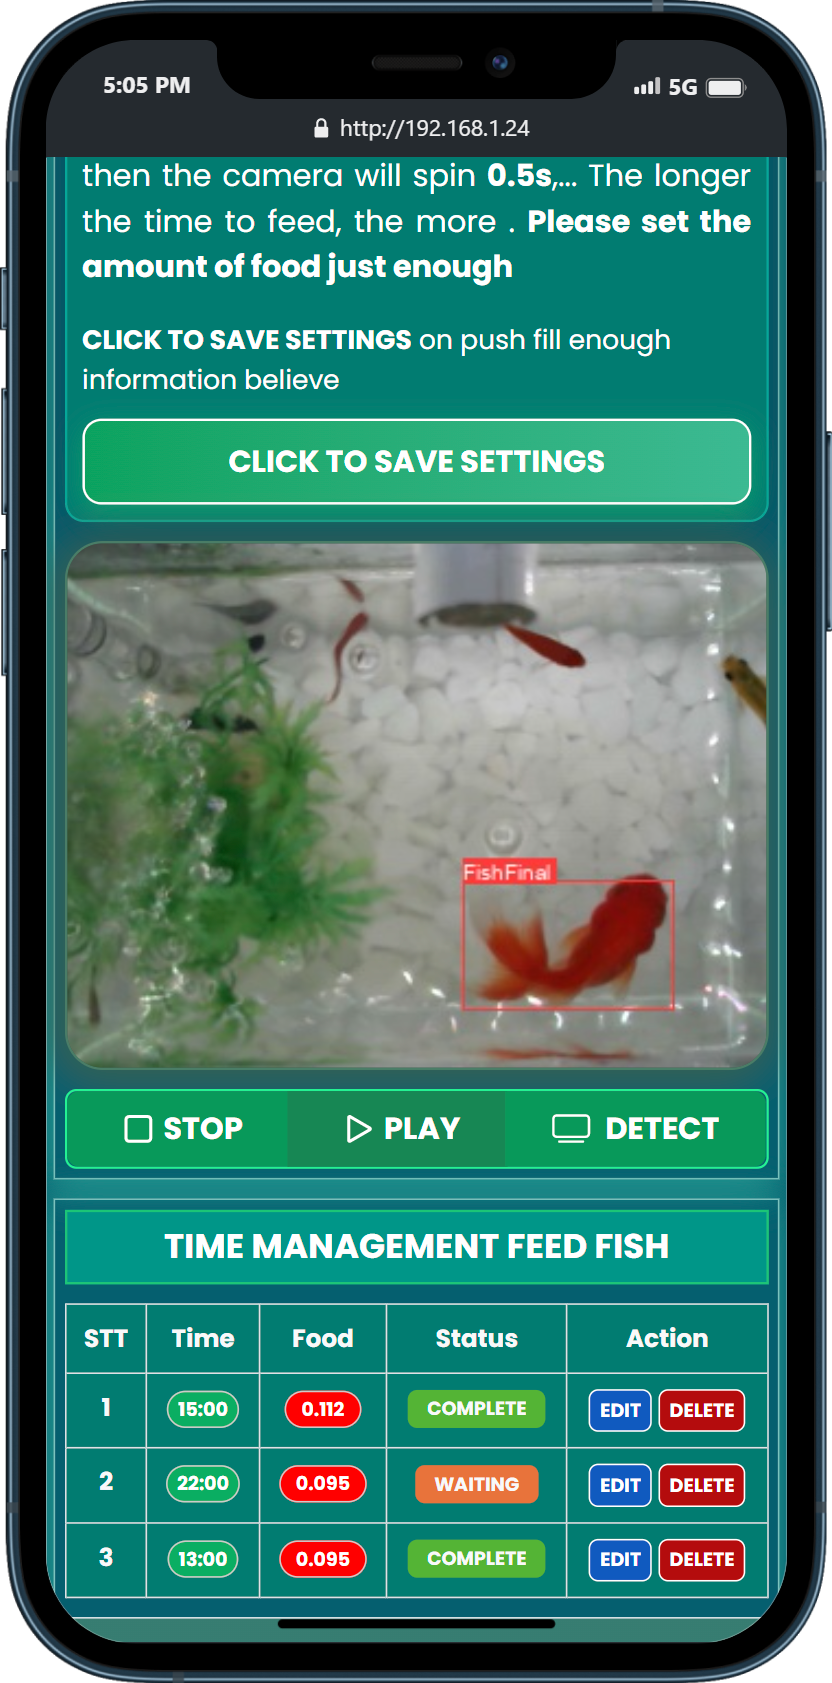 5:05 PM
5G
http://192.168.1.24
then the camera will spin 0.5s,... The longer
the time to feed, the more . Please set the
amount of food just enough
CLICK TO SAVE SETTINGS on push fill enough
information believe
CLICK TO SAVE SETTINGS
FishFinal
STOP PLAY DETECT
TIME MANAGEMENT FEED FISH
STT Time Food Status Action
1 15:00 0.112 COMPLETE EDIT DELETE
2 22:00 0.095 WAITING EDIT DELETE
3 13:00 0.095 COMPLETE EDIT DELETE